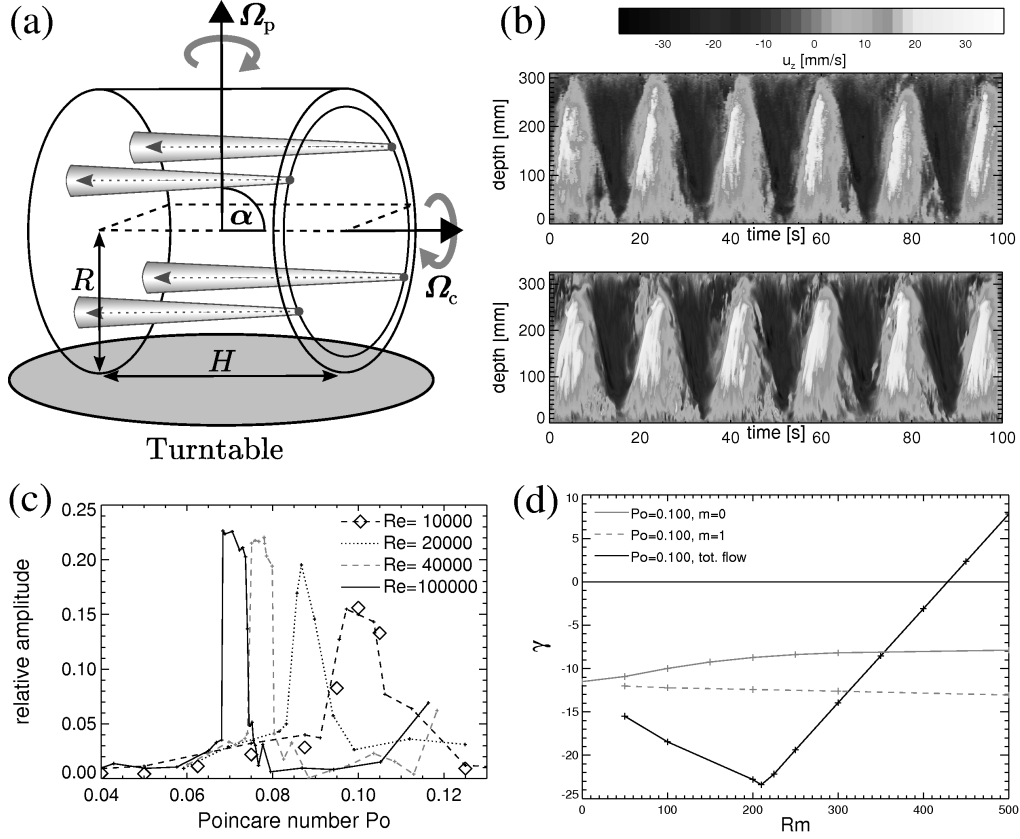 (a)
Ωp
α
Ωc
R
H
Turntable
(b)
-30 -20 -10 0 10 20 30
uz [mm/s]
300
200
100
0
depth [mm]
0 20 40 60 80 100
time [s]
300
200
100
0
depth [mm]
0 20 40 60 80 100
time [s]
(c)
0.25
0.20
0.15
0.10
0.05
0.00
relative amplitude
Re= 10000
Re= 20000
Re= 40000
Re=100000
0.04 0.06 0.08 0.10 0.12
Poincare number Po
(d)
10
5
0
-5
-10
-15
-20
-25
γ
Po=0.100, m=0
Po=0.100, m=1
Po=0.100, tot. flow
0 100 200 300 400 500
Rm